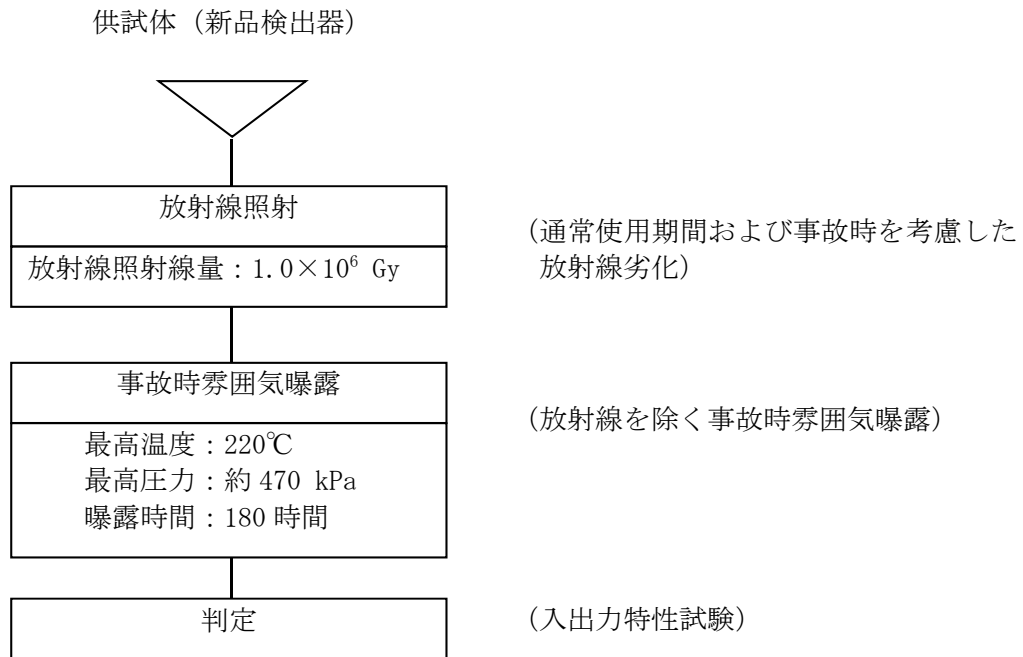 供試体（新品検出器）
放射線照射
放射線照射線量：1.0×10⁶ Gy
（通常使用期間および事故時を考慮した
放射線劣化）
事故時雰囲気曝露
最高温度：220℃
最高圧力：約 470 kPa
曝露時間：180 時間
（放射線を除く事故時雰囲気曝露）
判定
（入出力特性試験）